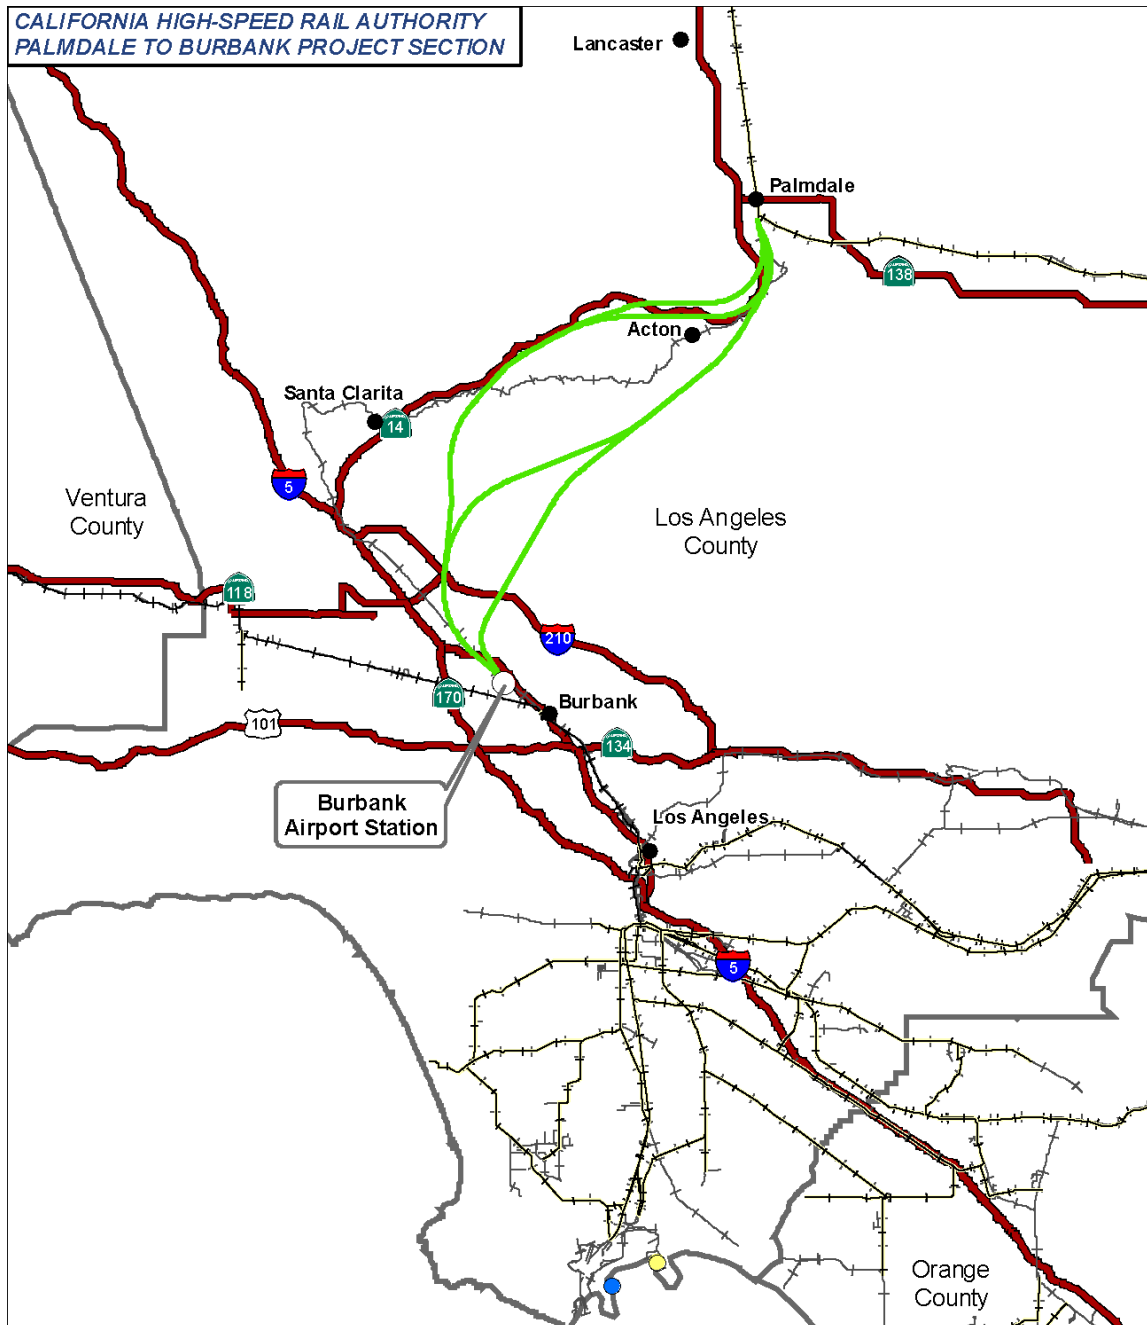 CALIFORNIA HIGH-SPEED RAIL AUTHORITY
PALMDALE TO BURBANK PROJECT SECTION
Lancaster
Palmdale
138
Acton
Santa Clarita
14
5
Ventura
County
Los Angeles
County
118
210
170
Burbank
101
134
Burbank
Airport Station
Los Angeles
5
Orange
County